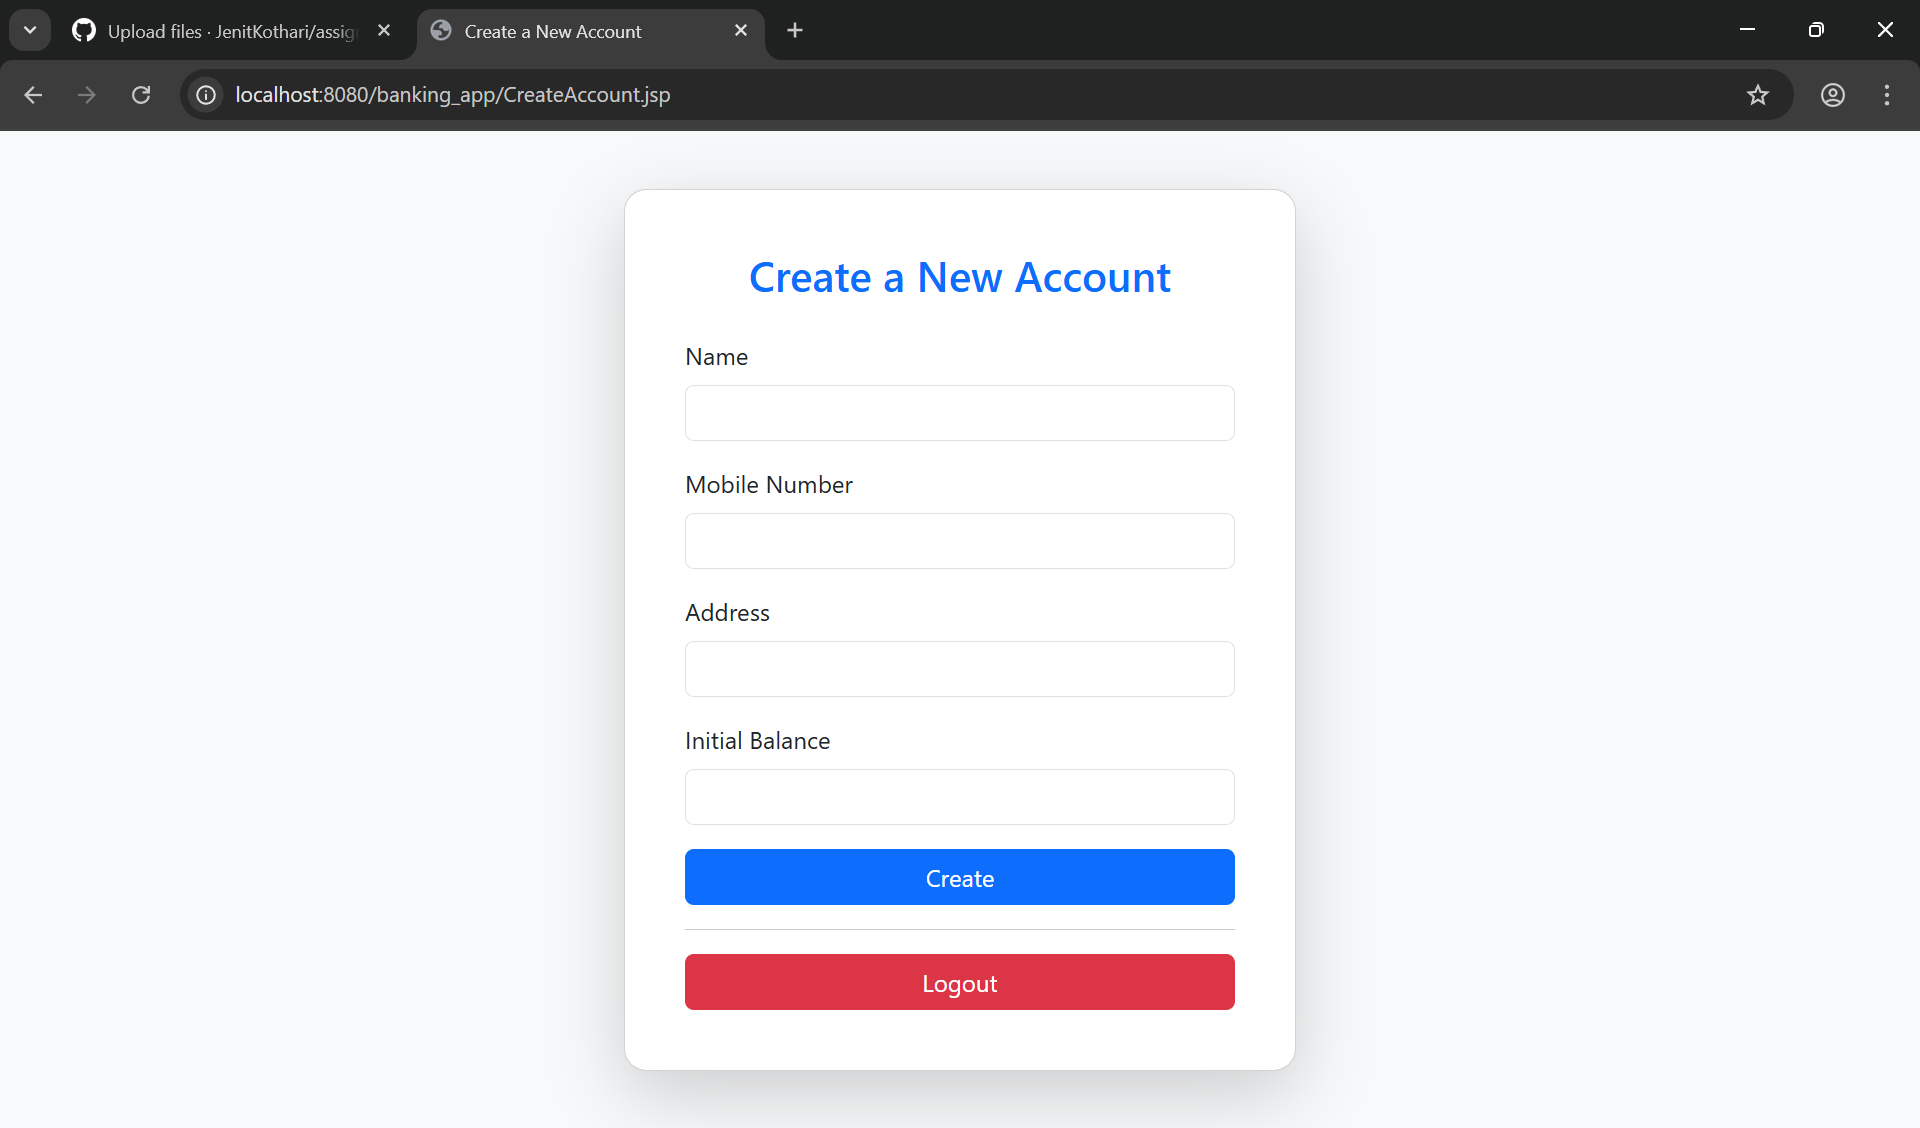 Upload files · JenitKothari/assig
Create a New Account
localhost:8080/banking_app/CreateAccount.jsp
Create a New Account
Name
Mobile Number
Address
Initial Balance
Create
Logout